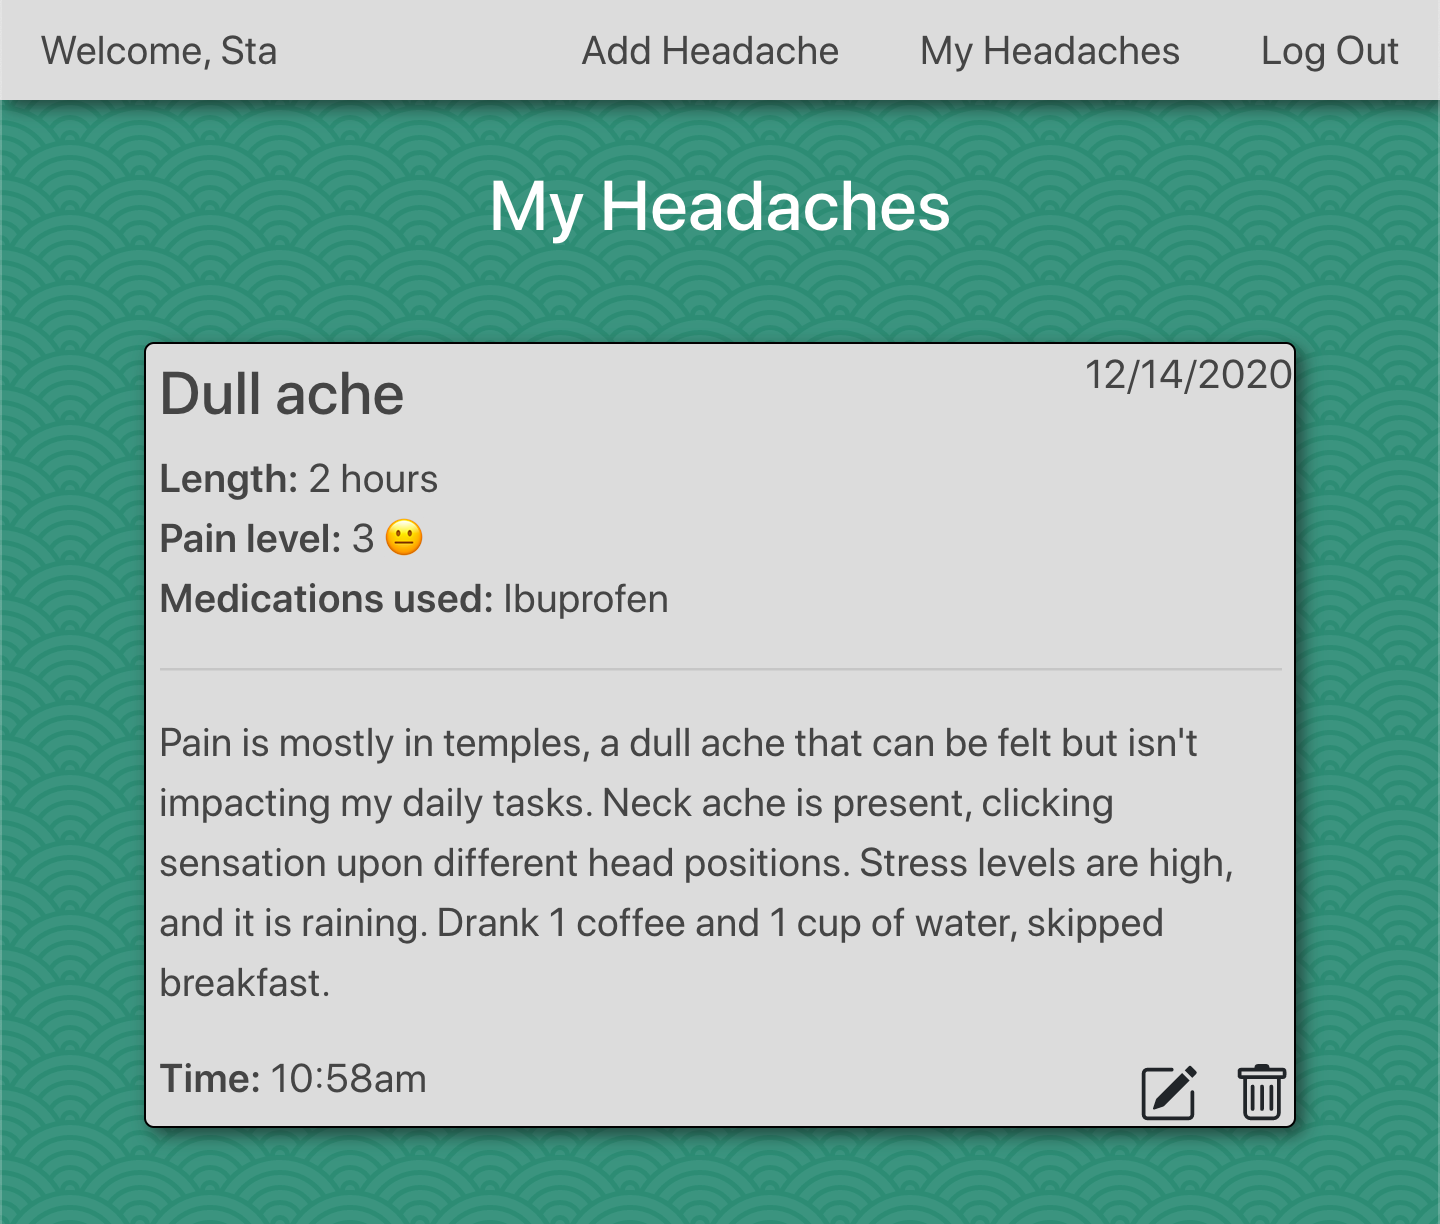 Welcome, Sta
Add Headache
My Headaches
Log Out
My Headaches
Dull ache
12/14/2020
Length: 2 hours
Pain level: 3 😐
Medications used: Ibuprofen
Pain is mostly in temples, a dull ache that can be felt but isn't
impacting my daily tasks. Neck ache is present, clicking
sensation upon different head positions. Stress levels are high,
and it is raining. Drank 1 coffee and 1 cup of water, skipped
breakfast.
Time: 10:58am